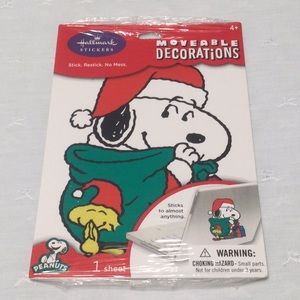 Hallmark
STICKERS
Stick. Restick. No Mess.
4+
MOVEABLE
DECORATIONS
Sticks
to almost
anything.
PEANUTS
1 sheet
WARNING:
CHOKING HAZARD - Small parts.
Not for children under 3 years.